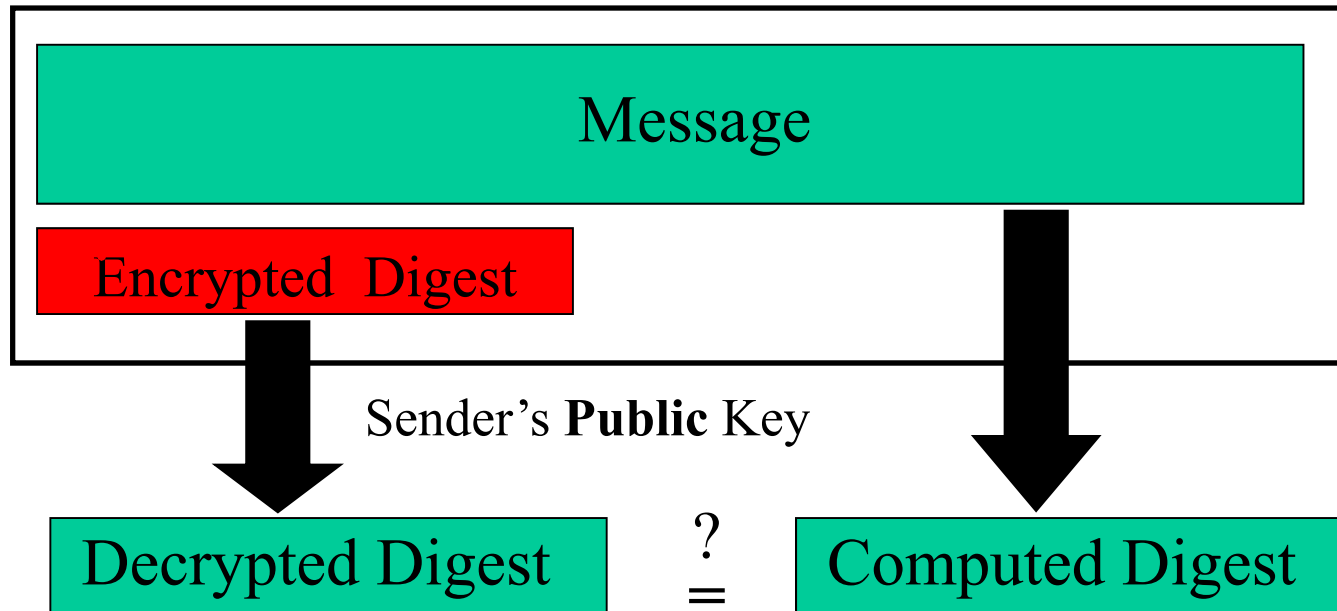 Message
Encrypted Digest
Sender’s Public Key
Decrypted Digest
?
=
Computed Digest